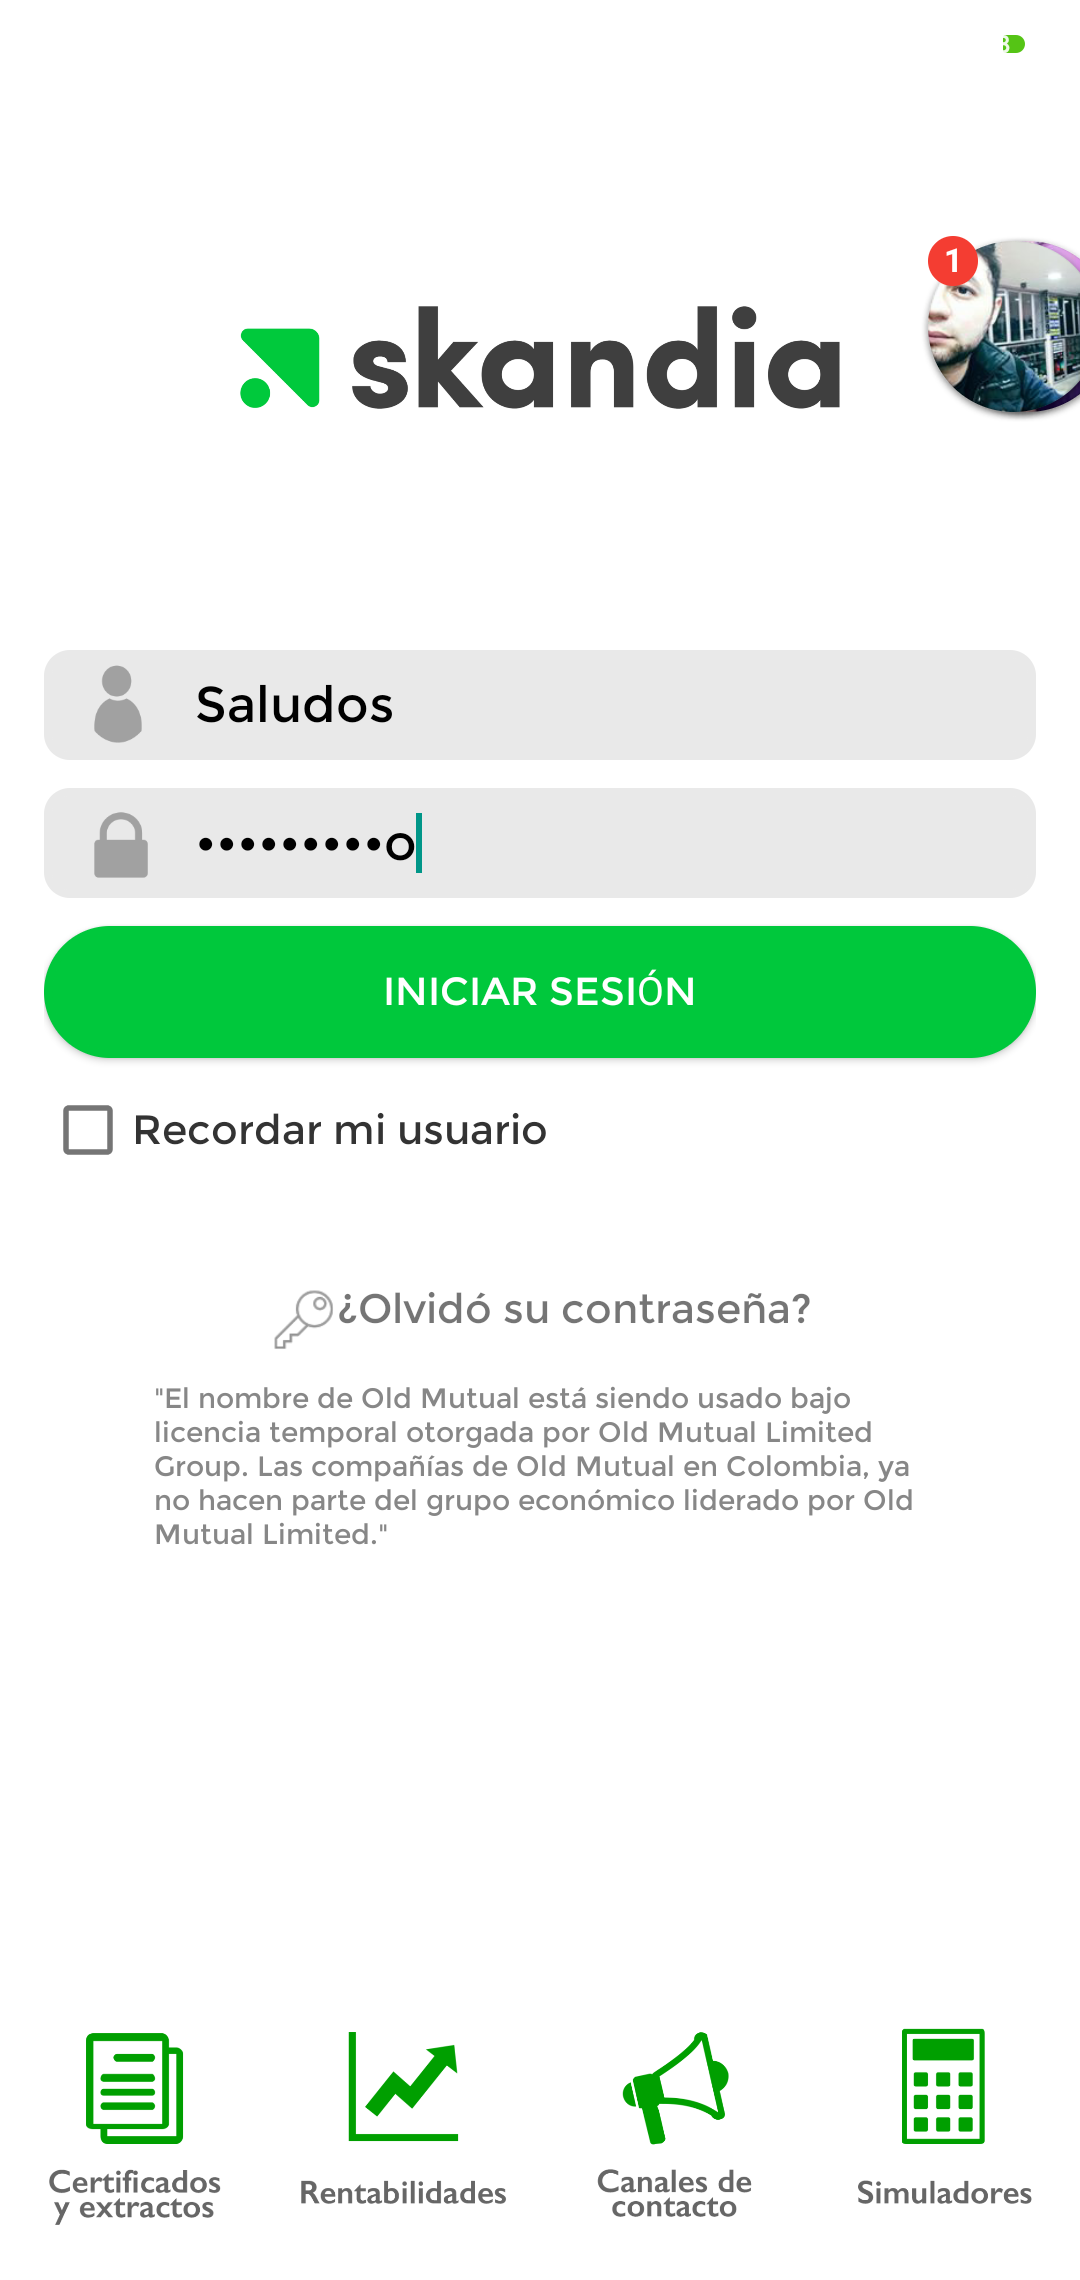 1
skandia
Saludos
•••••••••o
INICIAR SESIÓN
Recordar mi usuario
¿Olvidó su contraseña?
"El nombre de Old Mutual está siendo usado bajo
licencia temporal otorgada por Old Mutual Limited
Group. Las compañías de Old Mutual en Colombia, ya
no hacen parte del grupo económico liderado por Old
Mutual Limited."
Certificados
y extractos
Rentabilidades
Canales de
contacto
Simuladores